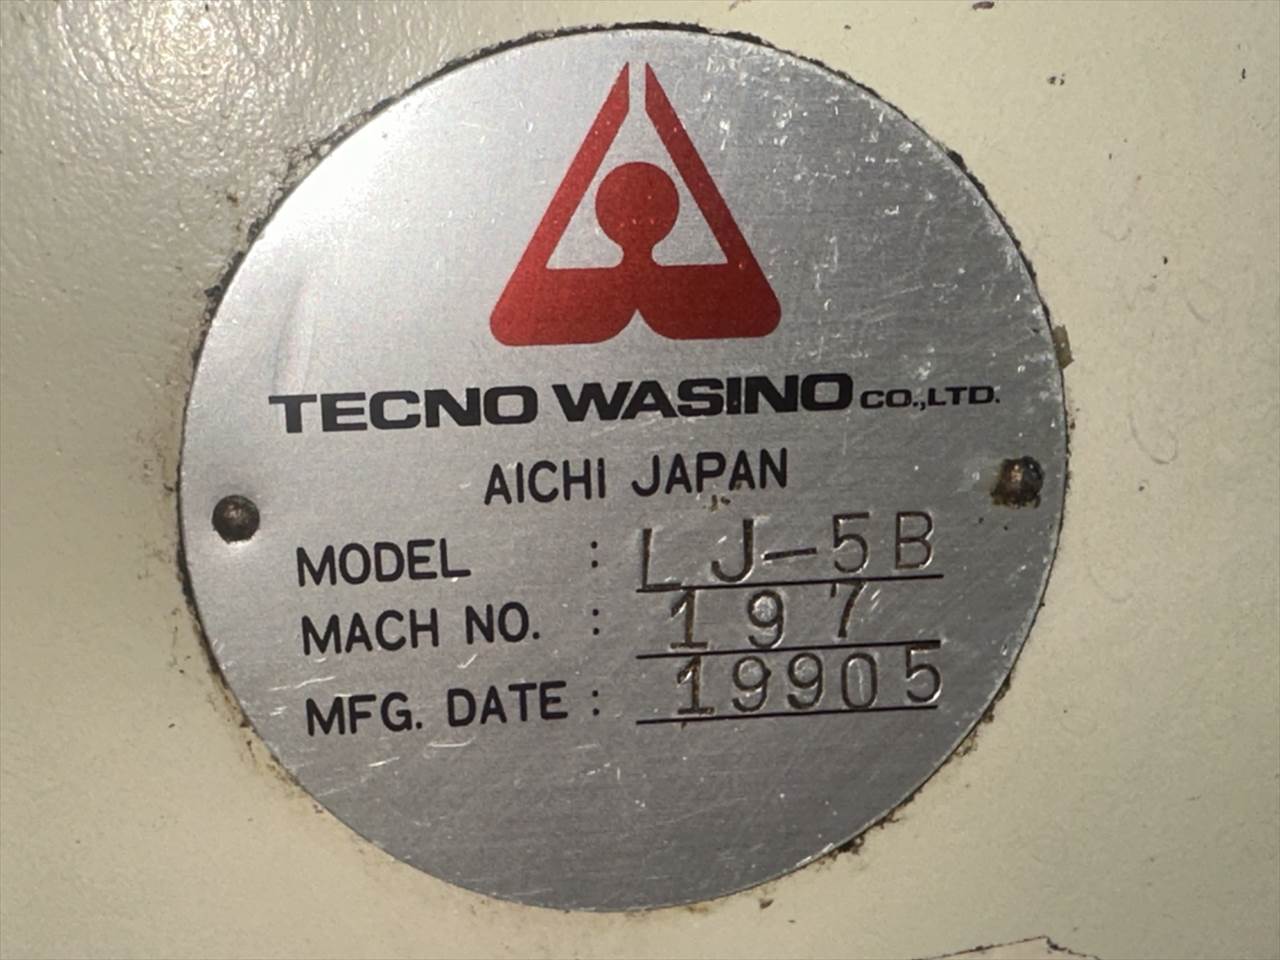 TECNO WASINO CO.,LTD.
AICHI JAPAN
MODEL : LJ-5B
MACH NO. : 197
MFG. DATE : 19905